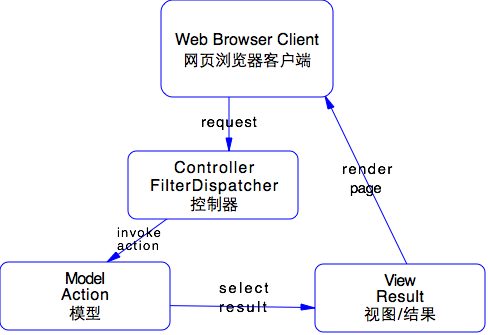 Web Browser Client
网页浏览器客户端
request
Controller
FilterDispatcher
控制器
render
page
invoke
action
Model
Action
模型
select
result
View
Result
视图/结果